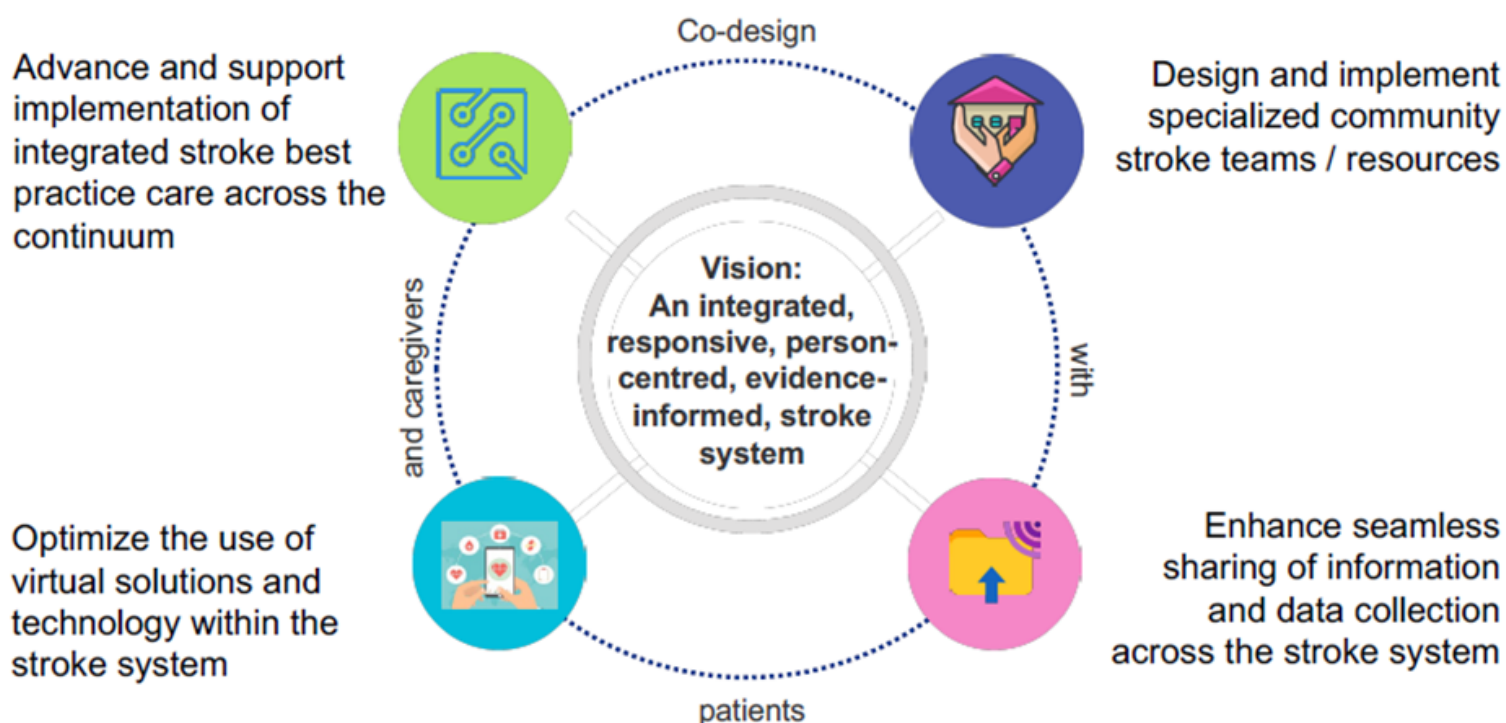 Co-design
Advance and support
implementation of
integrated stroke best
practice care across the
continuum
Design and implement
specialized community
stroke teams / resources
Vision:
An integrated,
responsive, person-
centred, evidence-
informed, stroke
system
and caregivers
with
Optimize the use of
virtual solutions and
technology within the
stroke system
Enhance seamless
sharing of information
and data collection
across the stroke system
patients